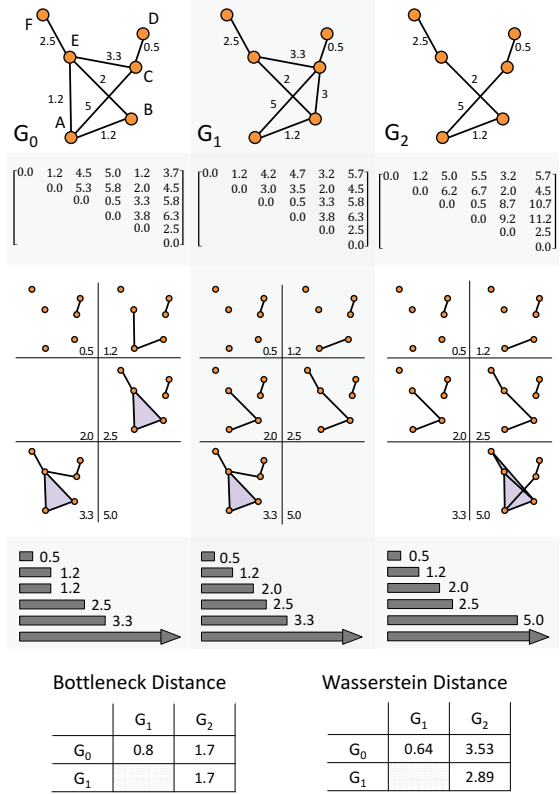 F
D
2.5
E
3.3
0.5
C
1.2
2
5
B
A
1.2
G0
2.5
3.3
0.5
2
3
5
1.2
G1
2.5
0.5
2
5
1.2
G2
0.0 1.2 4.5 5.0 1.2 3.7
0.0 5.3 5.8 2.0 4.5
0.0 0.5 3.3 5.8
0.0 3.8 6.3
0.0 2.5
0.0
0.0 1.2 4.2 4.7 3.2 5.7
0.0 3.0 3.5 2.0 4.5
0.0 0.5 3.3 5.8
0.0 3.8 6.3
0.0 2.5
0.0
0.0 1.2 5.0 5.5 3.2 5.7
0.0 6.2 6.7 2.0 4.5
0.0 0.5 8.7 10.7
0.0 9.2 11.2
0.0 2.5
0.0
0.5 1.2
2.0 2.5
3.3 5.0
0.5 1.2
2.0 2.5
3.3 5.0
0.5 1.2
2.0 2.5
3.3 5.0
0.5
1.2
1.2
2.5
3.3
0.5
1.2
2.0
2.5
3.3
0.5
1.2
2.0
2.5
5.0
Bottleneck Distance
G1 G2
G0 0.8 1.7
G1 1.7
Wasserstein Distance
G1 G2
G0 0.64 3.53
G1 2.89